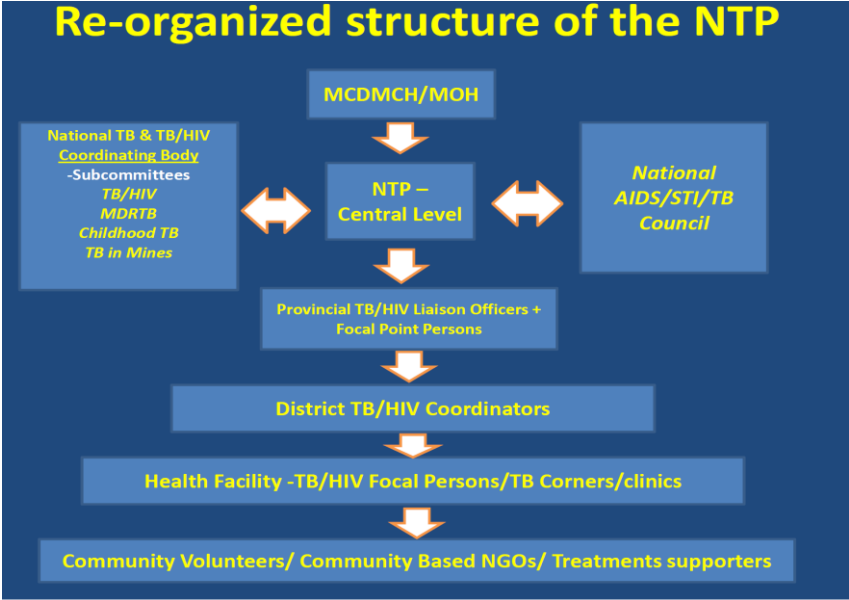 Re-organized structure of the NTP
MCDMCH/MOH
National TB & TB/HIV
Coordinating Body
-Subcommittees
TB/HIV
MDRTB
Childhood TB
TB in Mines
NTP –
Central Level
National
AIDS/STI/TB
Council
Provincial TB/HIV Liaison Officers +
Focal Point Persons
District TB/HIV Coordinators
Health Facility -TB/HIV Focal Persons/TB Corners/clinics
Community Volunteers/ Community Based NGOs/ Treatments supporters